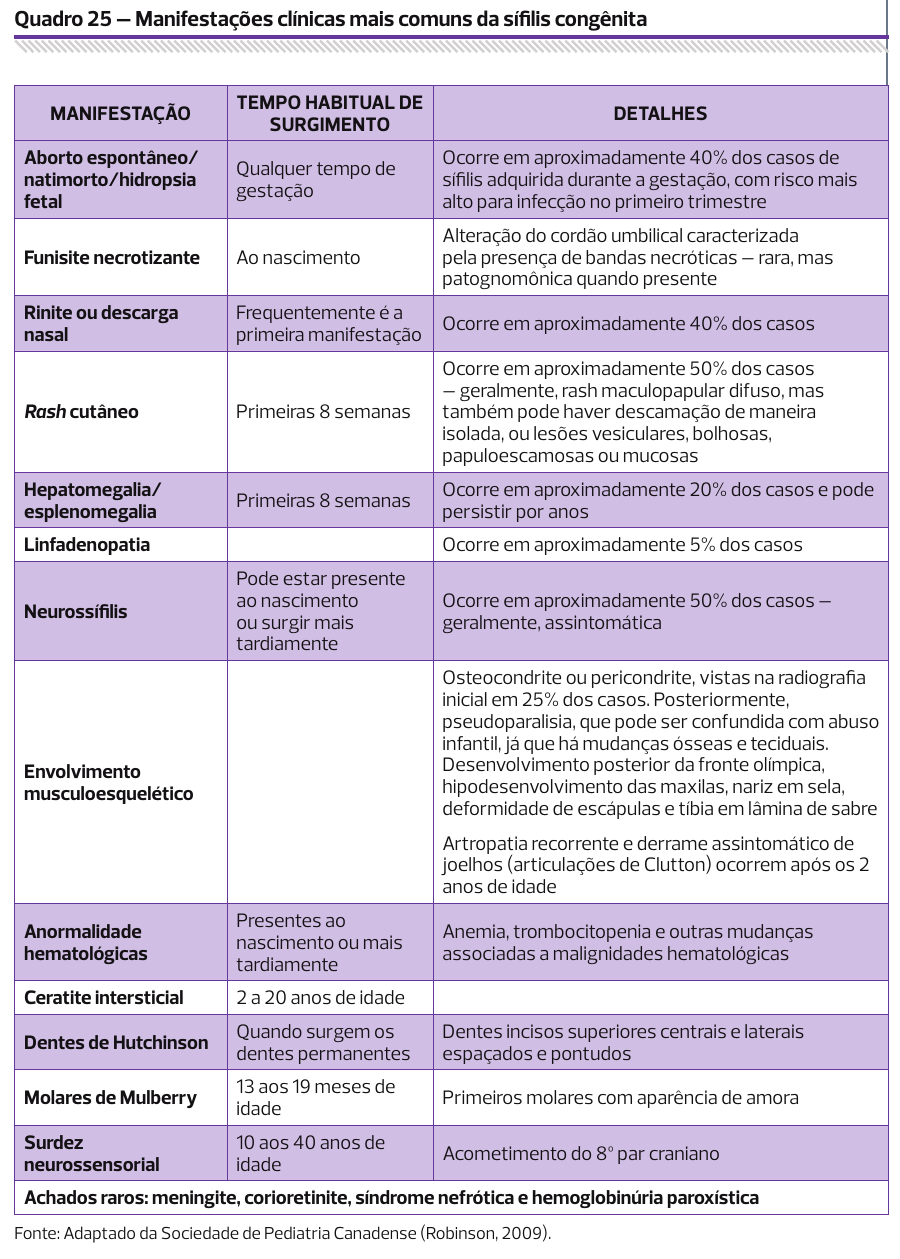 Quadro 25 — Manifestações clínicas mais comuns da sífilis congênita
MANIFESTAÇÃO
TEMPO HABITUAL DE
SURGIMENTO
DETALHES
Aborto espontâneo/
natimorto/hidropsia
fetal
Qualquer tempo de
gestação
Ocorre em aproximadamente 40% dos casos de
sífilis adquirida durante a gestação, com risco mais
alto para infecção no primeiro trimestre
Funisite necrotizante
Ao nascimento
Alteração do cordão umbilical caracterizada
pela presença de bandas necróticas — rara, mas
patognomônica quando presente
Rinite ou descarga
nasal
Frequentemente é a
primeira manifestação
Ocorre em aproximadamente 40% dos casos
Rash cutâneo
Primeiras 8 semanas
Ocorre em aproximadamente 50% dos casos
— geralmente, rash maculopapular difuso, mas
também pode haver descamação de maneira
isolada, ou lesões vesiculares, bolhosas,
papuloescamosas ou mucosas
Hepatomegalia/
esplenomegalia
Primeiras 8 semanas
Ocorre em aproximadamente 20% dos casos e pode
persistir por anos
Linfadenopatia
Ocorre em aproximadamente 5% dos casos
Neurossífilis
Pode estar presente
ao nascimento
ou surgir mais
tardiamente
Ocorre em aproximadamente 50% dos casos —
geralmente, assintomática
Envolvimento
musculoesquelético
Osteocondrite ou pericondrite, vistas na radiografia
inicial em 25% dos casos. Posteriormente,
pseudoparalisia, que pode ser confundida com abuso
infantil, já que há mudanças ósseas e teciduais.
Desenvolvimento posterior da fronte olímpica,
hipodesenvolvimento das maxilas, nariz em sela,
deformidade de escápulas e tíbia em lâmina de sabre
Artropatia recorrente e derrame assintomático de
joelhos (articulações de Clutton) ocorrem após os 2
anos de idade
Anormalidade
hematológicas
Presentes ao
nascimento ou mais
tardiamente
Anemia, trombocitopenia e outras mudanças
associadas a malignidades hematológicas
Ceratite intersticial
2 a 20 anos de idade
Dentes de Hutchinson
Quando surgem os
dentes permanentes
Dentes incisos superiores centrais e laterais
espaçados e pontudos
Molares de Mulberry
13 aos 19 meses de
idade
Primeiros molares com aparência de amora
Surdez
neurossensorial
10 aos 40 anos de
idade
Acometimento do 8º par craniano
Achados raros: meningite, coriorretinite, síndrome nefrótica e hemoglobinúria paroxística
Fonte: Adaptado da Sociedade de Pediatria Canadense (Robinson, 2009).